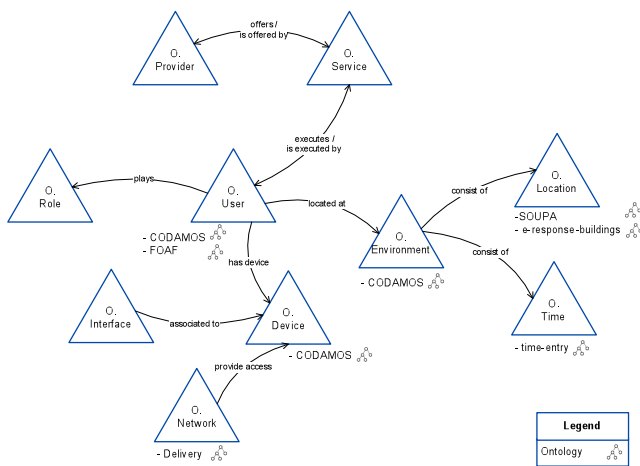 offers /
is offered by
O.
Provider
O.
Service
executes /
is executed by
O.
Role
plays
O.
User
- CODAMOS
- FOAF
located at
O.
Environment
- CODAMOS
consist of
O.
Location
-SOUPA
- e-response-buildings
consist of
O.
Time
- time-entry
has device
O.
Interface
associated to
O.
Device
- CODAMOS
provide access
O.
Network
- Delivery
Legend
Ontology